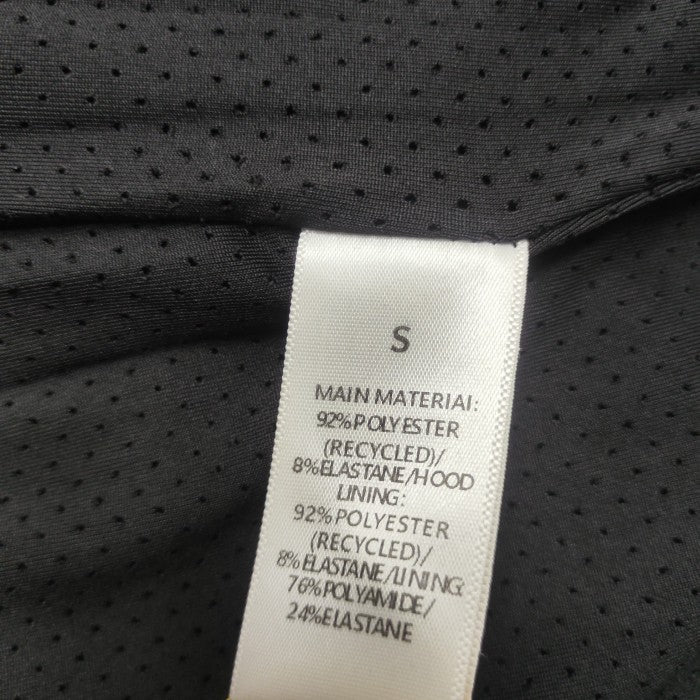 S
MAIN MATERIAI:
92%POLYESTER
(RECYCLED)/
8%ELASTANE/HOOD
LINING:
92%POLYESTER
(RECYCLED)/
8%ELASTANE/LINING:
76%POLYAMIDE/
24%ELASTANE